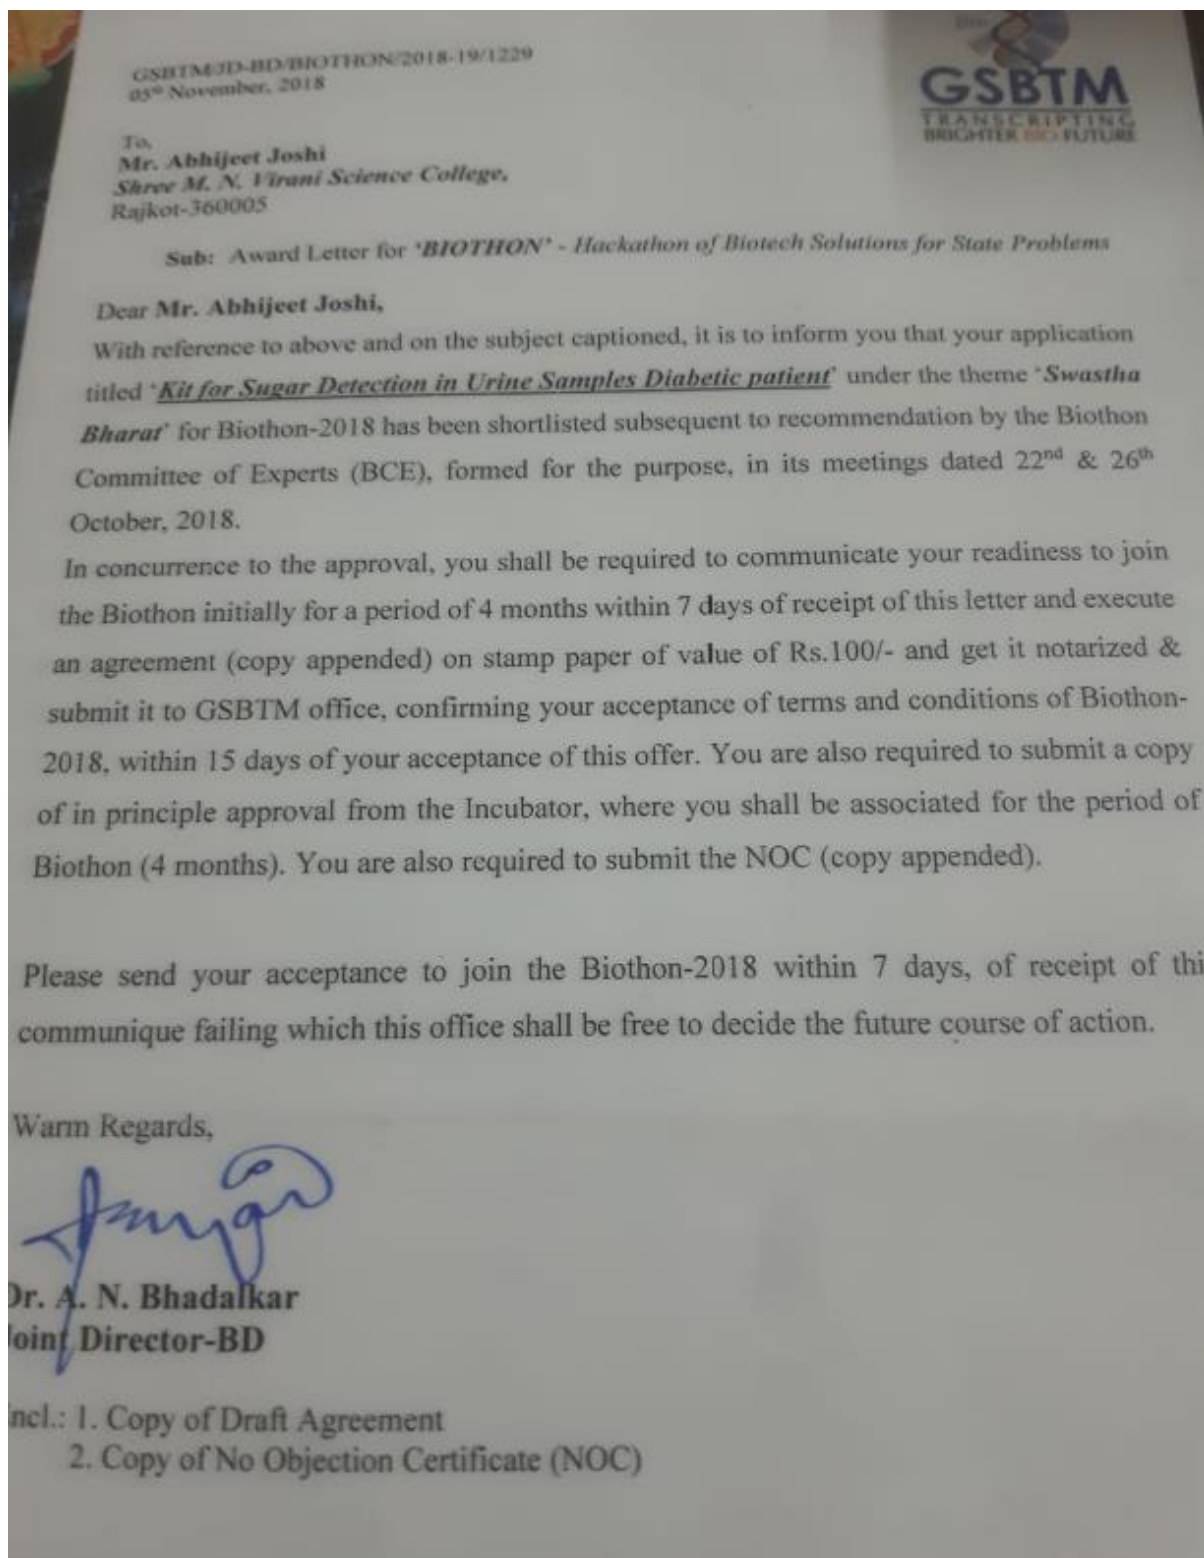 GSBTM/JD-BD/BIOTHON/2018-19/1229
05th November, 2018
GSBTM
TRANSCRIPTING
BRIGHTER BIO FUTURE
To,
Mr. Abhijeet Joshi
Shree M. N. Virani Science College,
Rajkot-360005
Sub: Award Letter for 'BIOTHON' - Hackathon of Biotech Solutions for State Problems
Dear Mr. Abhijeet Joshi,
With reference to above and on the subject captioned, it is to inform you that your application
titled 'Kit for Sugar Detection in Urine Samples Diabetic patient' under the theme 'Swastha
Bharat' for Biothon-2018 has been shortlisted subsequent to recommendation by the Biothon
Committee of Experts (BCE), formed for the purpose, in its meetings dated 22nd & 26th
October, 2018.
In concurrence to the approval, you shall be required to communicate your readiness to join
the Biothon initially for a period of 4 months within 7 days of receipt of this letter and execute
an agreement (copy appended) on stamp paper of value of Rs.100/- and get it notarized &
submit it to GSBTM office, confirming your acceptance of terms and conditions of Biothon-
2018, within 15 days of your acceptance of this offer. You are also required to submit a copy
of in principle approval from the Incubator, where you shall be associated for the period of
Biothon (4 months). You are also required to submit the NOC (copy appended).
Please send your acceptance to join the Biothon-2018 within 7 days, of receipt of thi
communique failing which this office shall be free to decide the future course of action.
Warm Regards,
Dr. A. N. Bhadalkar
Joint Director-BD
ncl.: 1. Copy of Draft Agreement
2. Copy of No Objection Certificate (NOC)